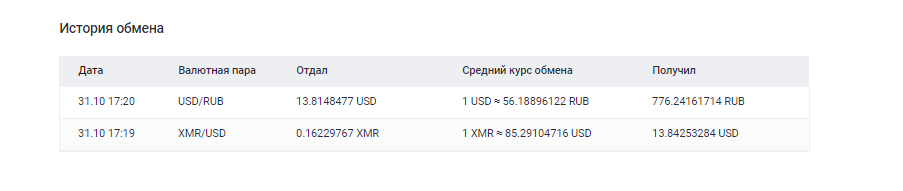 История обмена
Дата Валютная пара Отдал Средний курс обмена Получил
31.10 17:20 USD/RUB 13.8148477 USD 1 USD ≈ 56.18896122 RUB 776.24161714 RUB
31.10 17:19 XMR/USD 0.16229767 XMR 1 XMR ≈ 85.29104716 USD 13.84253284 USD